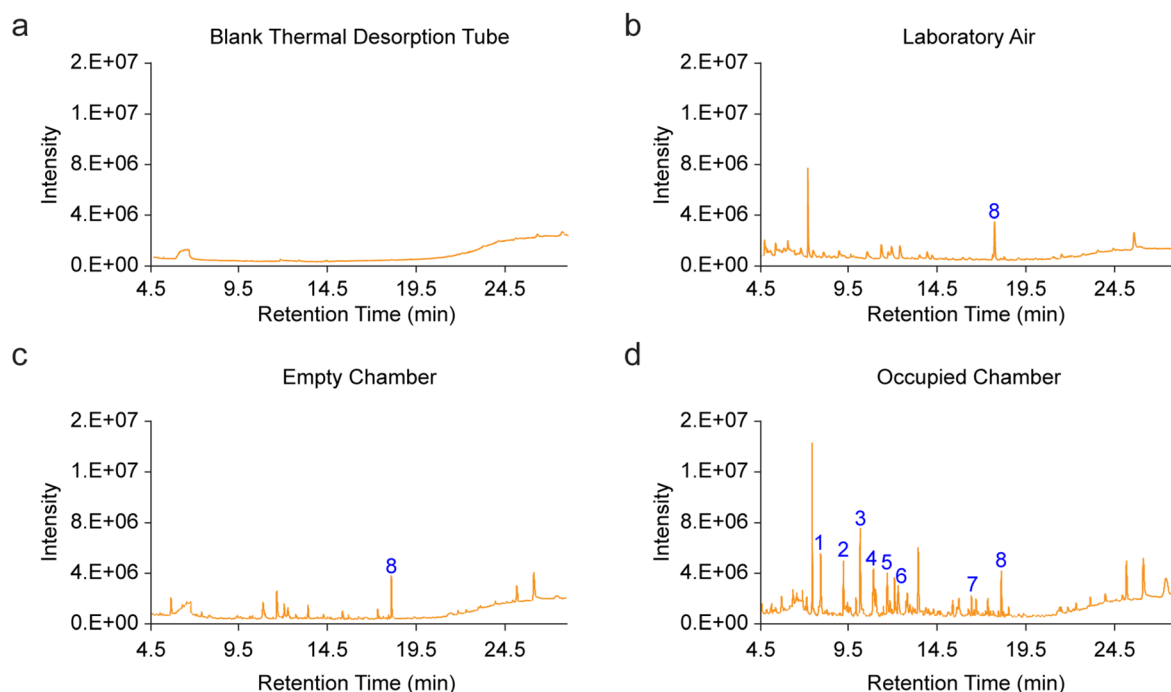 a
Blank Thermal Desorption Tube
2.E+07
1.E+07
8.E+06
4.E+06
0.E+00
Intensity
4.5 9.5 14.5 19.5 24.5
Retention Time (min)
b
Laboratory Air
2.E+07
1.E+07
8.E+06
4.E+06
0.E+00
Intensity
8
4.5 9.5 14.5 19.5 24.5
Retention Time (min)
c
Empty Chamber
2.E+07
1.E+07
8.E+06
4.E+06
0.E+00
Intensity
8
4.5 9.5 14.5 19.5 24.5
Retention Time (min)
d
Occupied Chamber
2.E+07
1.E+07
8.E+06
4.E+06
0.E+00
Intensity
1 2 3 4 5 6 7 8
4.5 9.5 14.5 19.5 24.5
Retention Time (min)